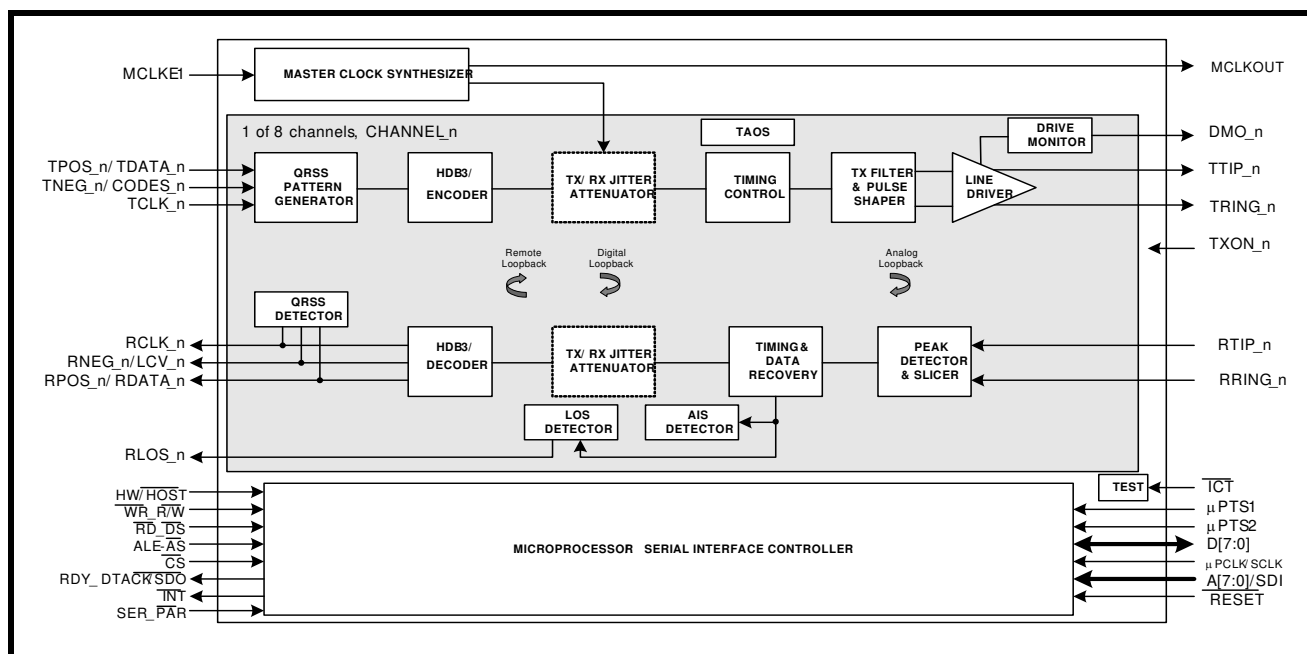 MCLKE1
MASTER CLOCK SYNTHESIZER
MCLKOUT
1 of 8 channels, CHANNEL_n
TAOS
DRIVE
MONITOR
DMO_n
TPOS_n/ TDATA_n
TNEG_n/ CODES_n
TCLK_n
QRSS
PATTERN
GENERATOR
HDB3/
ENCODER
TX/ RX JITTER
ATTENUATOR
TIMING
CONTROL
TX FILTER
& PULSE
SHAPER
LINE
DRIVER
TTIP_n
TRING_n
TXON_n
Remote
Loopback
Digital
Loopback
Analog
Loopback
QRSS
DETECTOR
RCLK_n
RNEG_n/ LCV_n
RPOS_n/ RDATA_n
HDB3/
DECODER
TX/ RX JITTER
ATTENUATOR
TIMING &
DATA
RECOVERY
PEAK
DETECTOR
& SLICER
RTIP_n
RRING_n
LOS
DETECTOR
AIS
DETECTOR
RLOS_n
HW/HOST
WR_R/W
RD_DS
ALE-AS
CS
RDY_DTACK/SDO
INT
SER_PAR
MICROPROCESSOR SERIAL INTERFACE CONTROLLER
TEST
ICT
μPTS1
μPTS2
D[7:0]
μPCLK/SCLK
A[7:0]/SDI
RESET